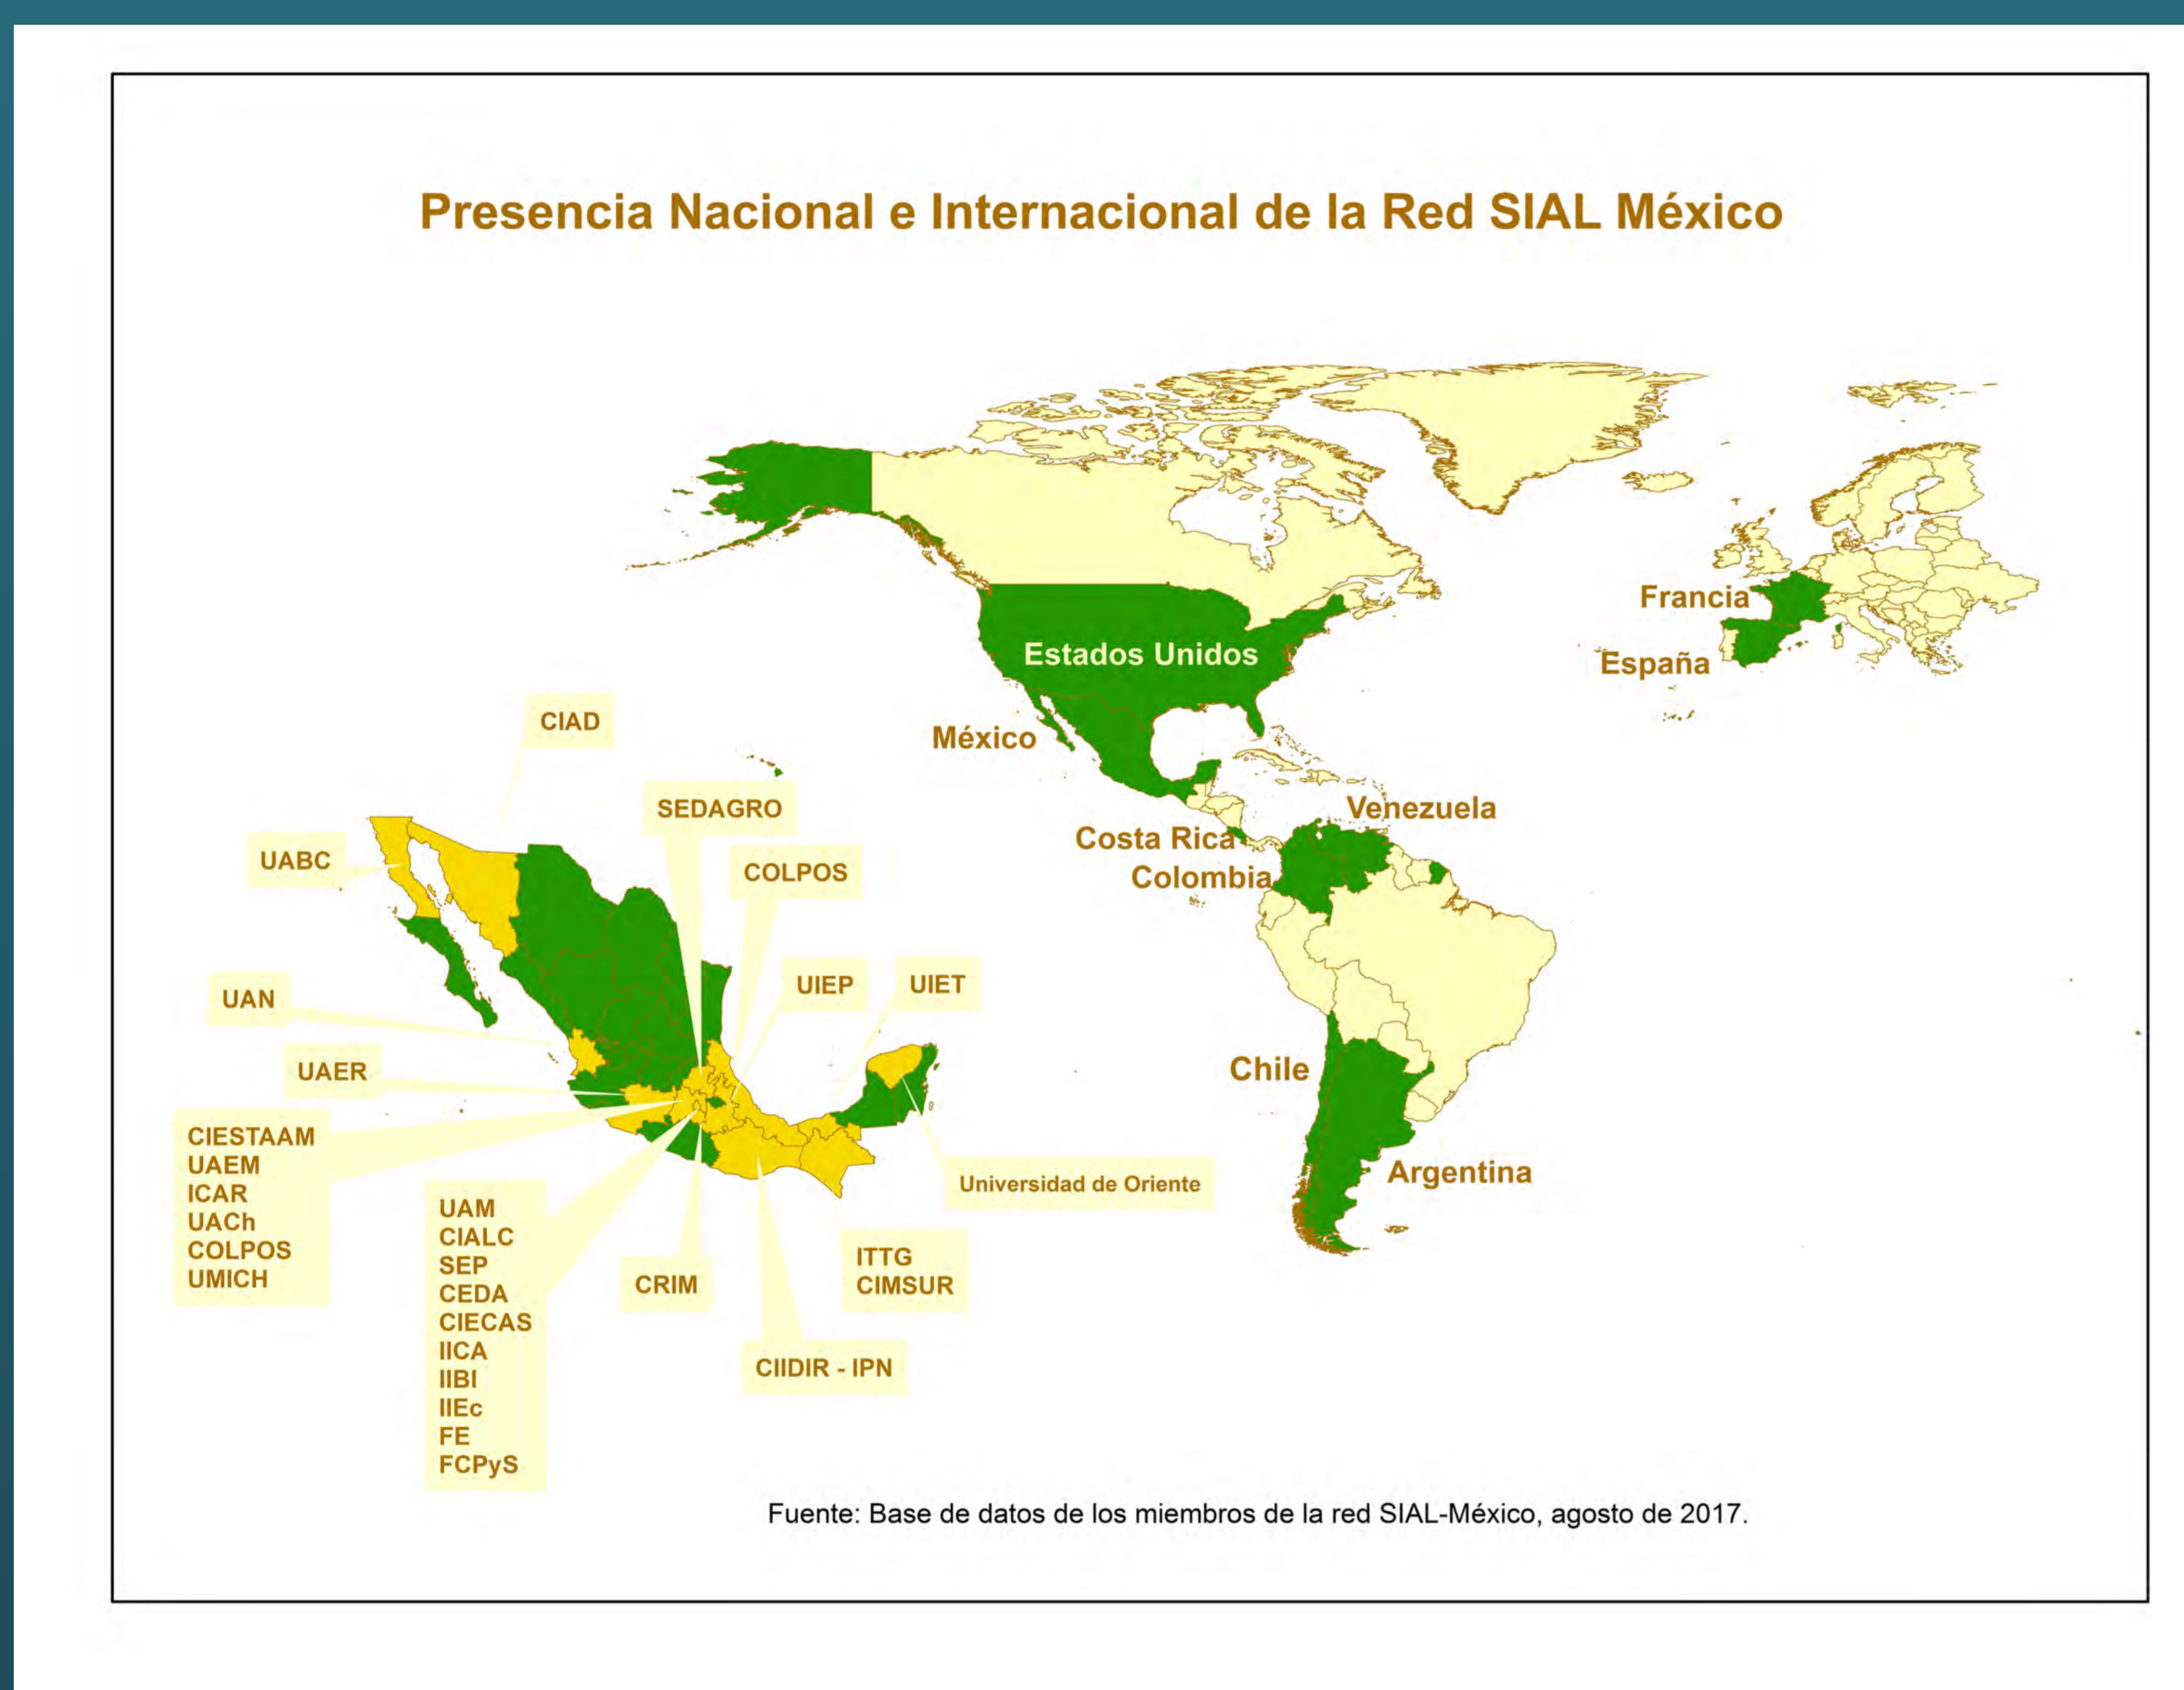 Presencia Nacional e Internacional de la Red SIAL México
Francia
España
Estados Unidos
México
Venezuela
Costa Rica
Colombia
Chile
Argentina
CIAD
SEDAGRO
UABC
COLPOS
UIEP
UIET
UAN
UAER
CIESTAAM
UAEM
ICAR
UACh
COLPOS
UMICH
UAM
CIALC
SEP
CEDA
CIECAS
IICA
IIBI
IIEc
FE
FCPyS
CRIM
CIIDIR - IPN
ITTG
CIMSUR
Universidad de Oriente
Fuente: Base de datos de los miembros de la red SIAL-México, agosto de 2017.